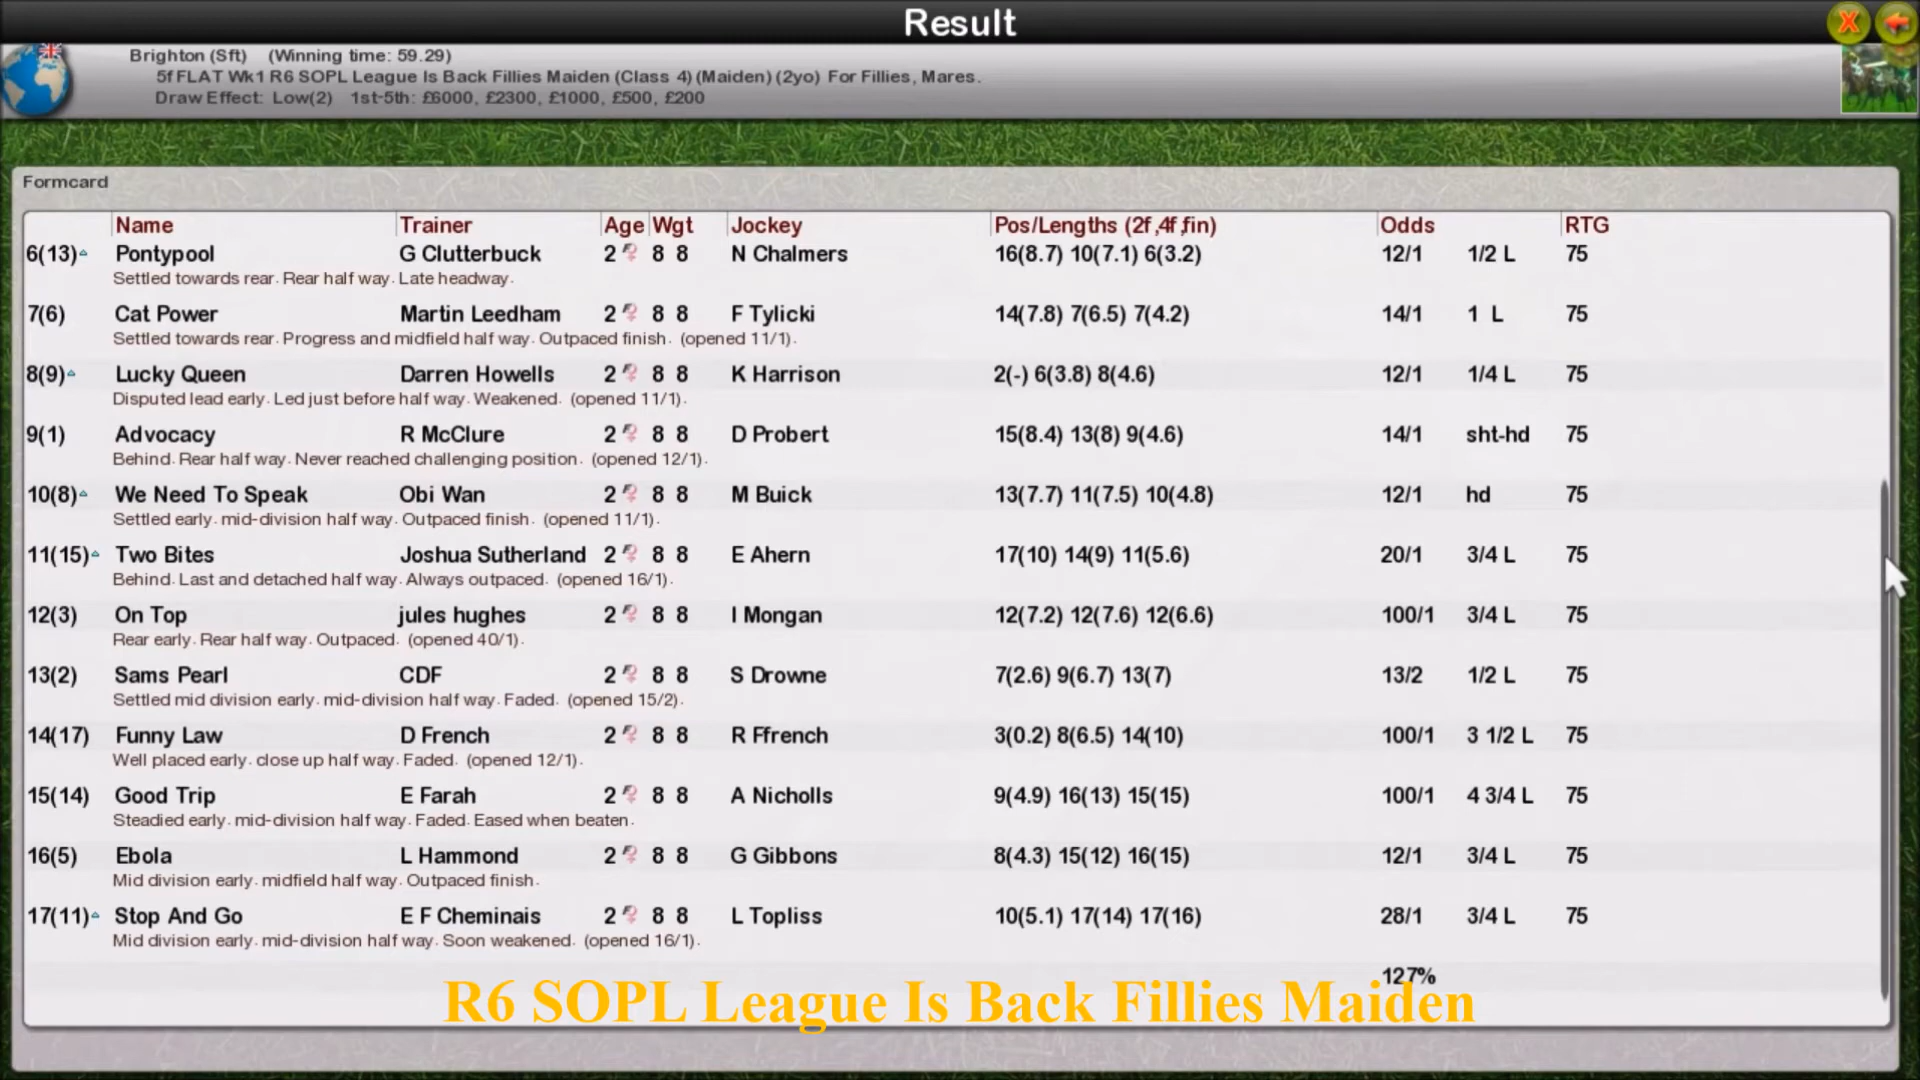 Result
X
Brighton (Sft) (Winning time: 59.29)
5f FLAT Wk1 R6 SOPL League Is Back Fillies Maiden (Class 4) (Maiden) (2yo) For Fillies, Mares.
Draw Effect: Low(2) 1st-5th: £6000, £2300, £1000, £500, £200
Formcard
Name Trainer Age Wgt Jockey Pos/Lengths (2f,4f,fin) Odds RTG
6(13) Pontypool G Clutterbuck 2 8 8 N Chalmers 16(8.7) 10(7.1) 6(3.2) 12/1 1/2 L 75
Settled towards rear. Rear half way. Late headway.
7(6) Cat Power Martin Leedham 2 8 8 F Tylicki 14(7.8) 7(6.5) 7(4.2) 14/1 1 L 75
Settled towards rear. Progress and midfield half way. Outpaced finish. (opened 11/1).
8(9) Lucky Queen Darren Howells 2 8 8 K Harrison 2(-) 6(3.8) 8(4.6) 12/1 1/4 L 75
Disputed lead early. Led just before half way. Weakened. (opened 11/1).
9(1) Advocacy R McClure 2 8 8 D Probert 15(8.4) 13(8) 9(4.6) 14/1 sht-hd 75
Behind. Rear half way. Never reached challenging position. (opened 12/1).
10(8) We Need To Speak Obi Wan 2 8 8 M Buick 13(7.7) 11(7.5) 10(4.8) 12/1 hd 75
Settled early. mid-division half way. Outpaced finish. (opened 11/1).
11(15) Two Bites Joshua Sutherland 2 8 8 E Ahern 17(10) 14(9) 11(5.6) 20/1 3/4 L 75
Behind. Last and detached half way. Always outpaced. (opened 16/1).
12(3) On Top jules hughes 2 8 8 I Mongan 12(7.2) 12(7.6) 12(6.6) 100/1 3/4 L 75
Rear early. Rear half way. Outpaced. (opened 40/1).
13(2) Sams Pearl CDF 2 8 8 S Drowne 7(2.6) 9(6.7) 13(7) 13/2 1/2 L 75
Settled mid division early. mid-division half way. Faded. (opened 15/2).
14(17) Funny Law D French 2 8 8 R Ffrench 3(0.2) 8(6.5) 14(10) 100/1 3 1/2 L 75
Well placed early. close up half way. Faded. (opened 12/1).
15(14) Good Trip E Farah 2 8 8 A Nicholls 9(4.9) 16(13) 15(15) 100/1 4 3/4 L 75
Steadied early. mid-division half way. Faded. Eased when beaten.
16(5) Ebola L Hammond 2 8 8 G Gibbons 8(4.3) 15(12) 16(15) 12/1 3/4 L 75
Mid division early. midfield half way. Outpaced finish.
17(11) Stop And Go E F Cheminais 2 8 8 L Topliss 10(5.1) 17(14) 17(16) 28/1 3/4 L 75
Mid division early. mid-division half way. Soon weakened. (opened 16/1).
127%
R6 SOPL League Is Back Fillies Maiden